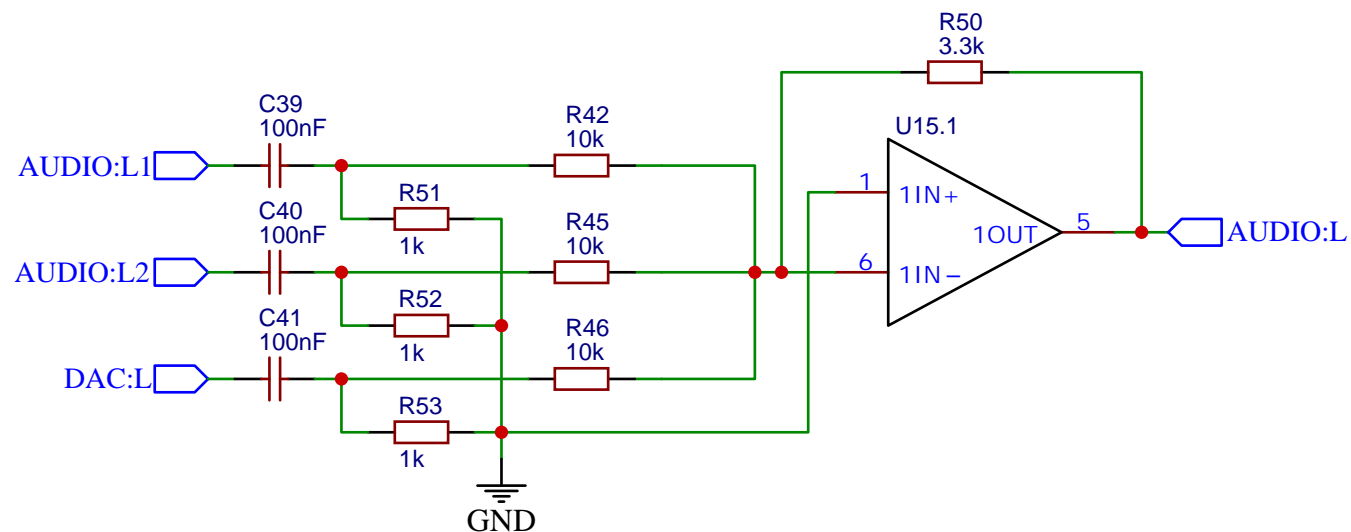 R50
3.3k
C39
100nF
R42
10k
U15.1
AUDIO:L1
R51
1k
1
1IN+
C40
100nF
R45
10k
1OUT
5
AUDIO:L
AUDIO:L2
6
1IN−
R52
1k
C41
100nF
R46
10k
DAC:L
R53
1k
GND